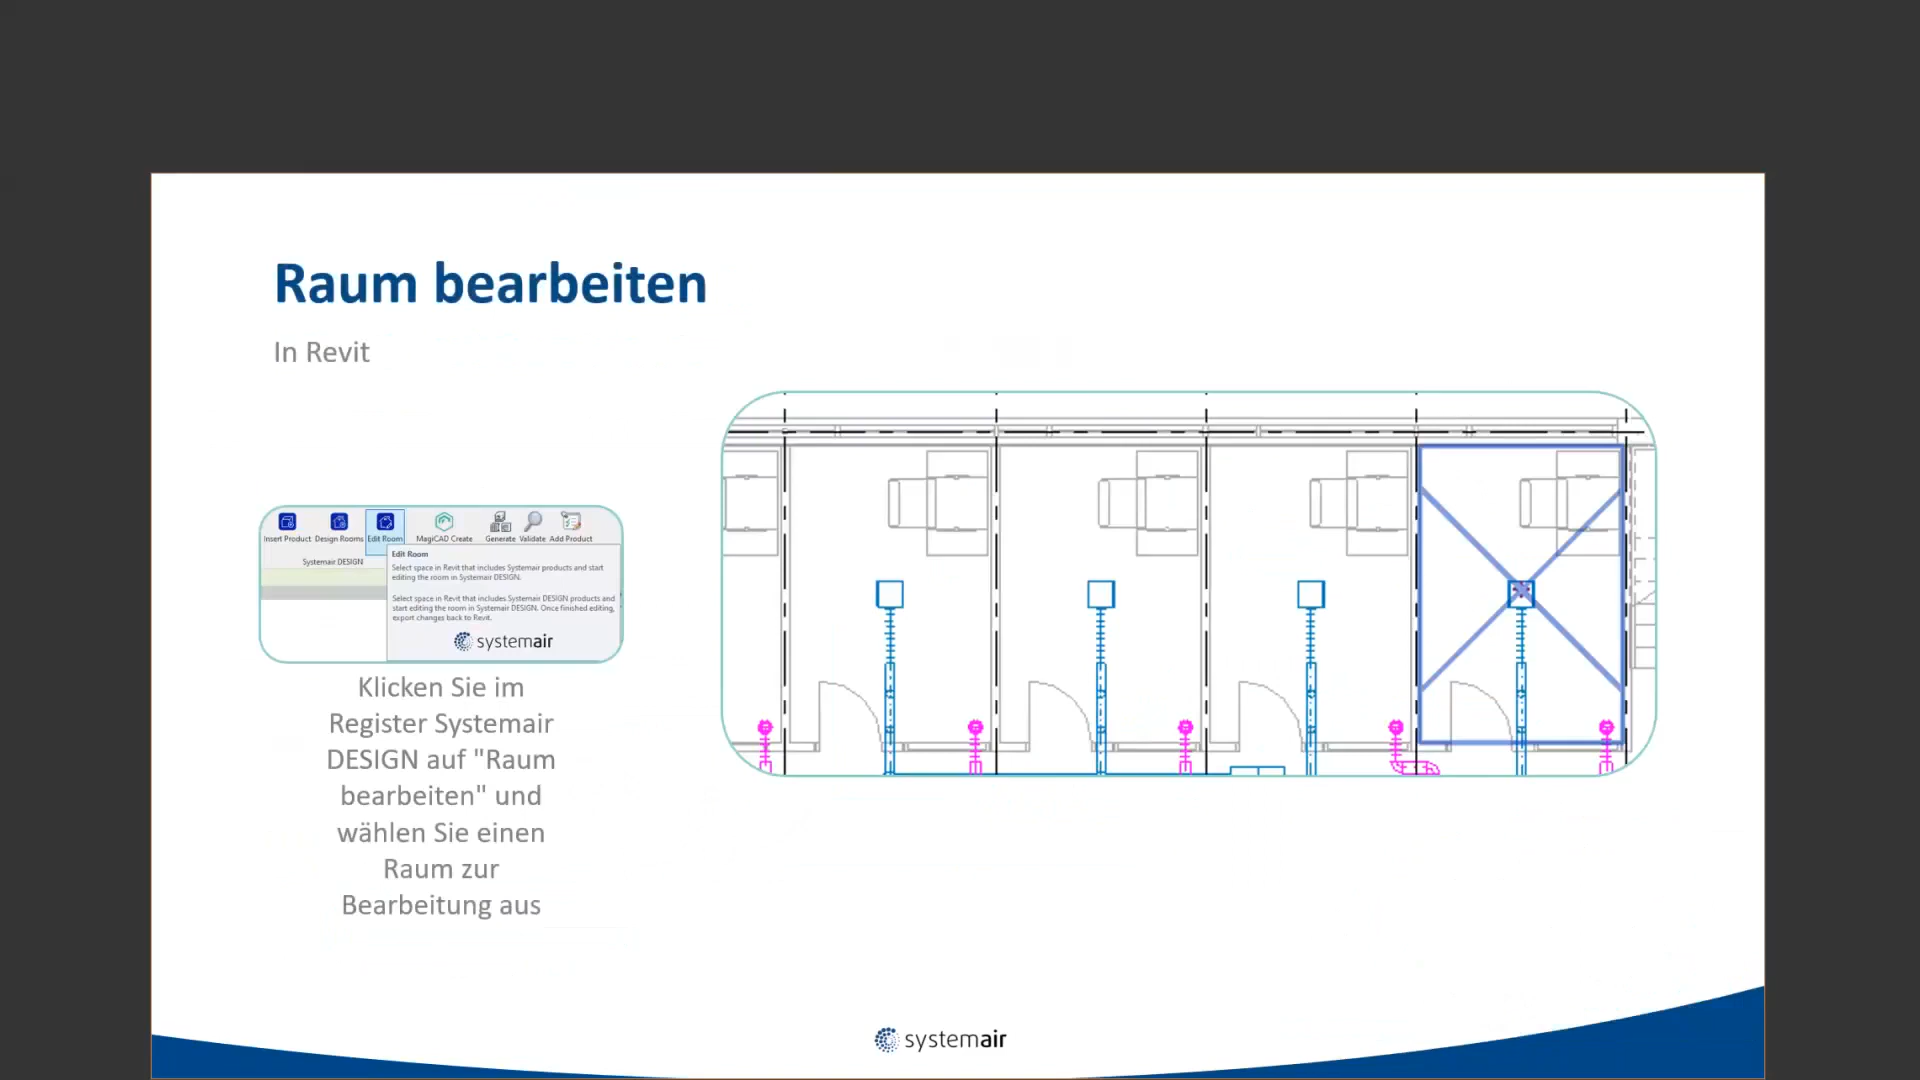 Raum bearbeiten
In Revit
Insert Product Design Rooms Edit Room MagiCAD Create Generate Validate Add Product
Systemair DESIGN
Edit Room
Select space in Revit that includes Systemair products and start
editing the room in Systemair DESIGN.
Select space in Revit that includes Systemair DESIGN products and
start editing the room in Systemair DESIGN. Once finished editing,
export changes back to Revit.
systemair
Klicken Sie im
Register Systemair
DESIGN auf "Raum
bearbeiten" und
wählen Sie einen
Raum zur
Bearbeitung aus
systemair